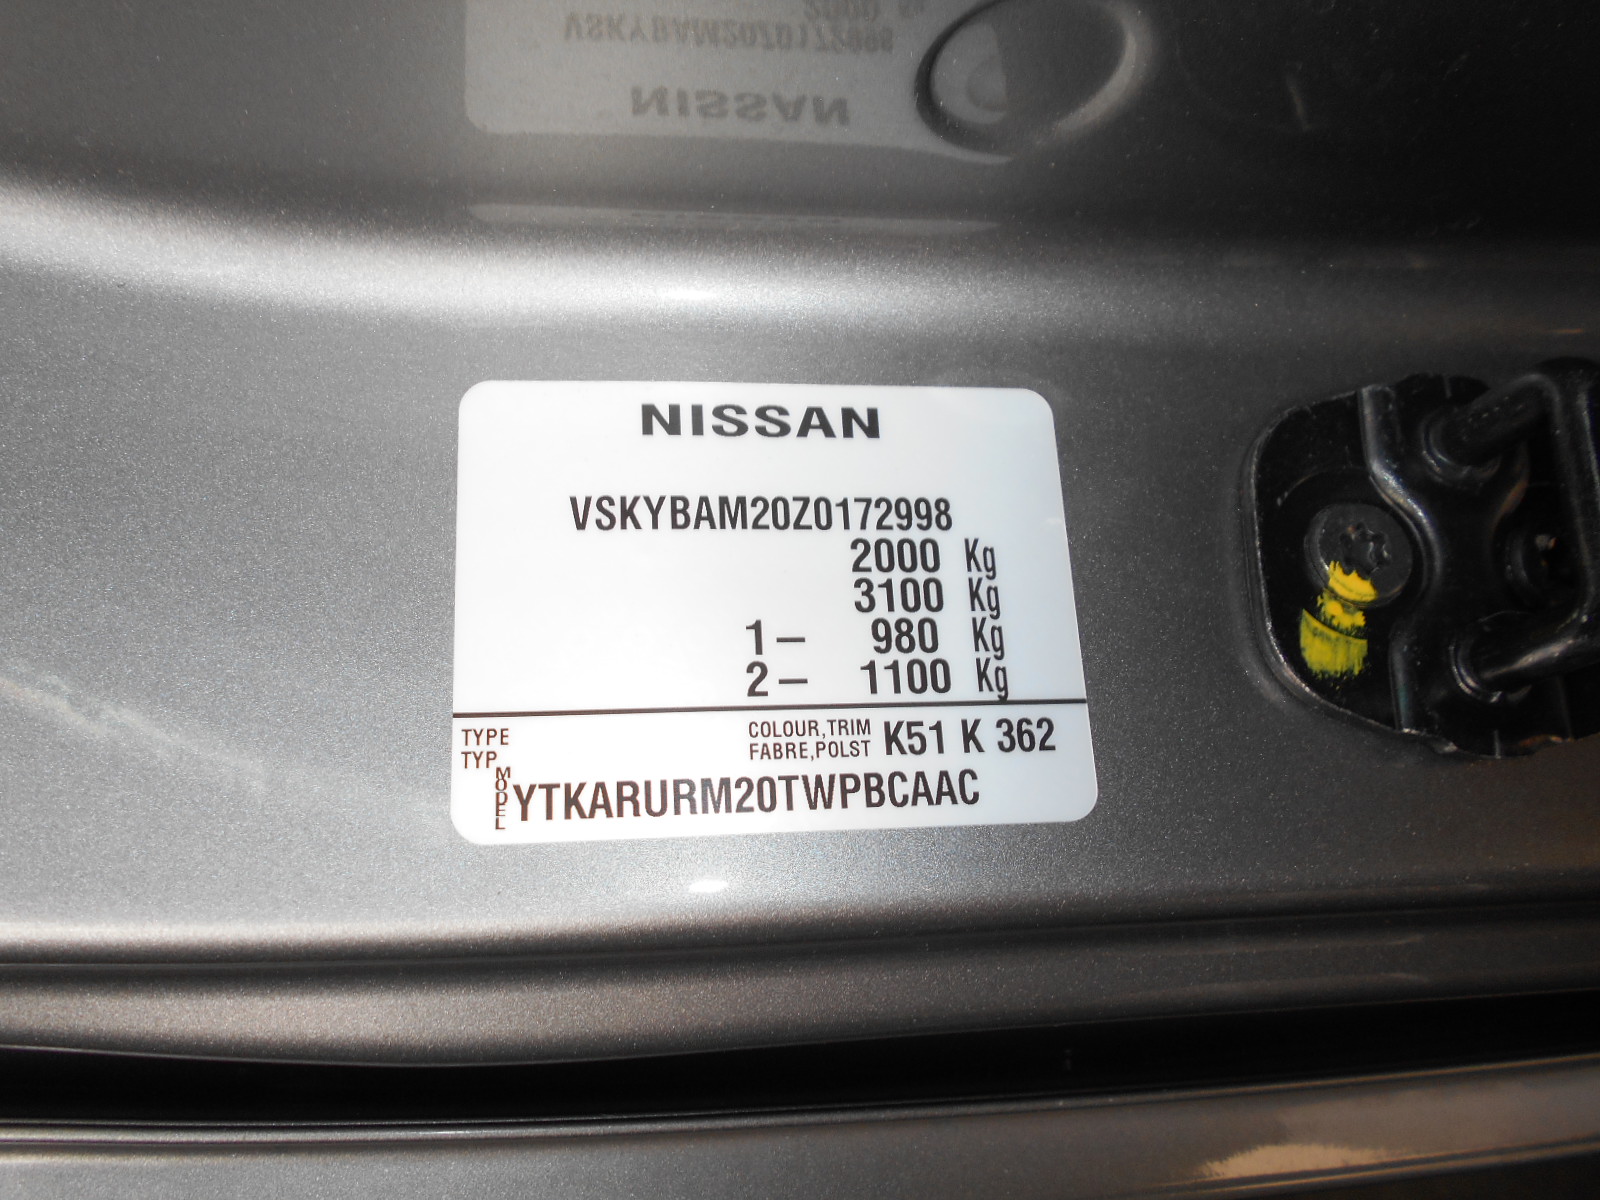 NISSAN
VSKYBAM20Z0172998
2000 Kg
3100 Kg
1– 980 Kg
2– 1100 Kg
TYPE
TYP
COLOUR,TRIM
FABRE,POLST
K51 K 362
MODEL
YTKARURM20TWPBCAAC